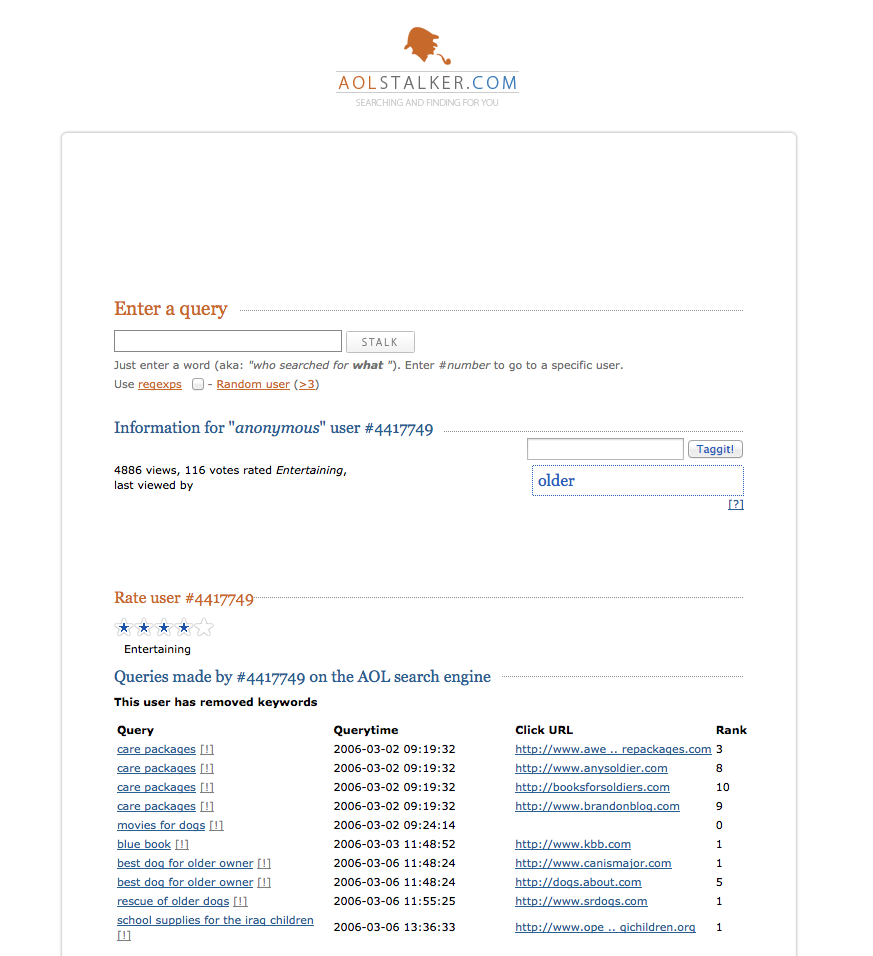 AOLSTALKER.COM
SEARCHING AND FINDING FOR YOU
Enter a query
STALK
Just enter a word (aka: "who searched for what "). Enter #number to go to a specific user.
Use regexps - Random user (>3)
Information for "anonymous" user #4417749
Taggit!
4886 views, 116 votes rated Entertaining,
last viewed by
older
[?]
Rate user #4417749
Entertaining
Queries made by #4417749 on the AOL search engine
This user has removed keywords
Query Querytime Click URL Rank
care packages [!] 2006-03-02 09:19:32 http://www.awe .. repackages.com 3
care packages [!] 2006-03-02 09:19:32 http://www.anysoldier.com 8
care packages [!] 2006-03-02 09:19:32 http://booksforsoldiers.com 10
care packages [!] 2006-03-02 09:19:32 http://www.brandonblog.com 9
movies for dogs [!] 2006-03-02 09:24:14 0
blue book [!] 2006-03-03 11:48:52 http://www.kbb.com 1
best dog for older owner [!] 2006-03-06 11:48:24 http://www.canismajor.com 1
best dog for older owner [!] 2006-03-06 11:48:24 http://dogs.about.com 5
rescue of older dogs [!] 2006-03-06 11:55:25 http://www.srdogs.com 1
school supplies for the iraq children
[!] 2006-03-06 13:36:33 http://www.ope .. qichildren.org 1